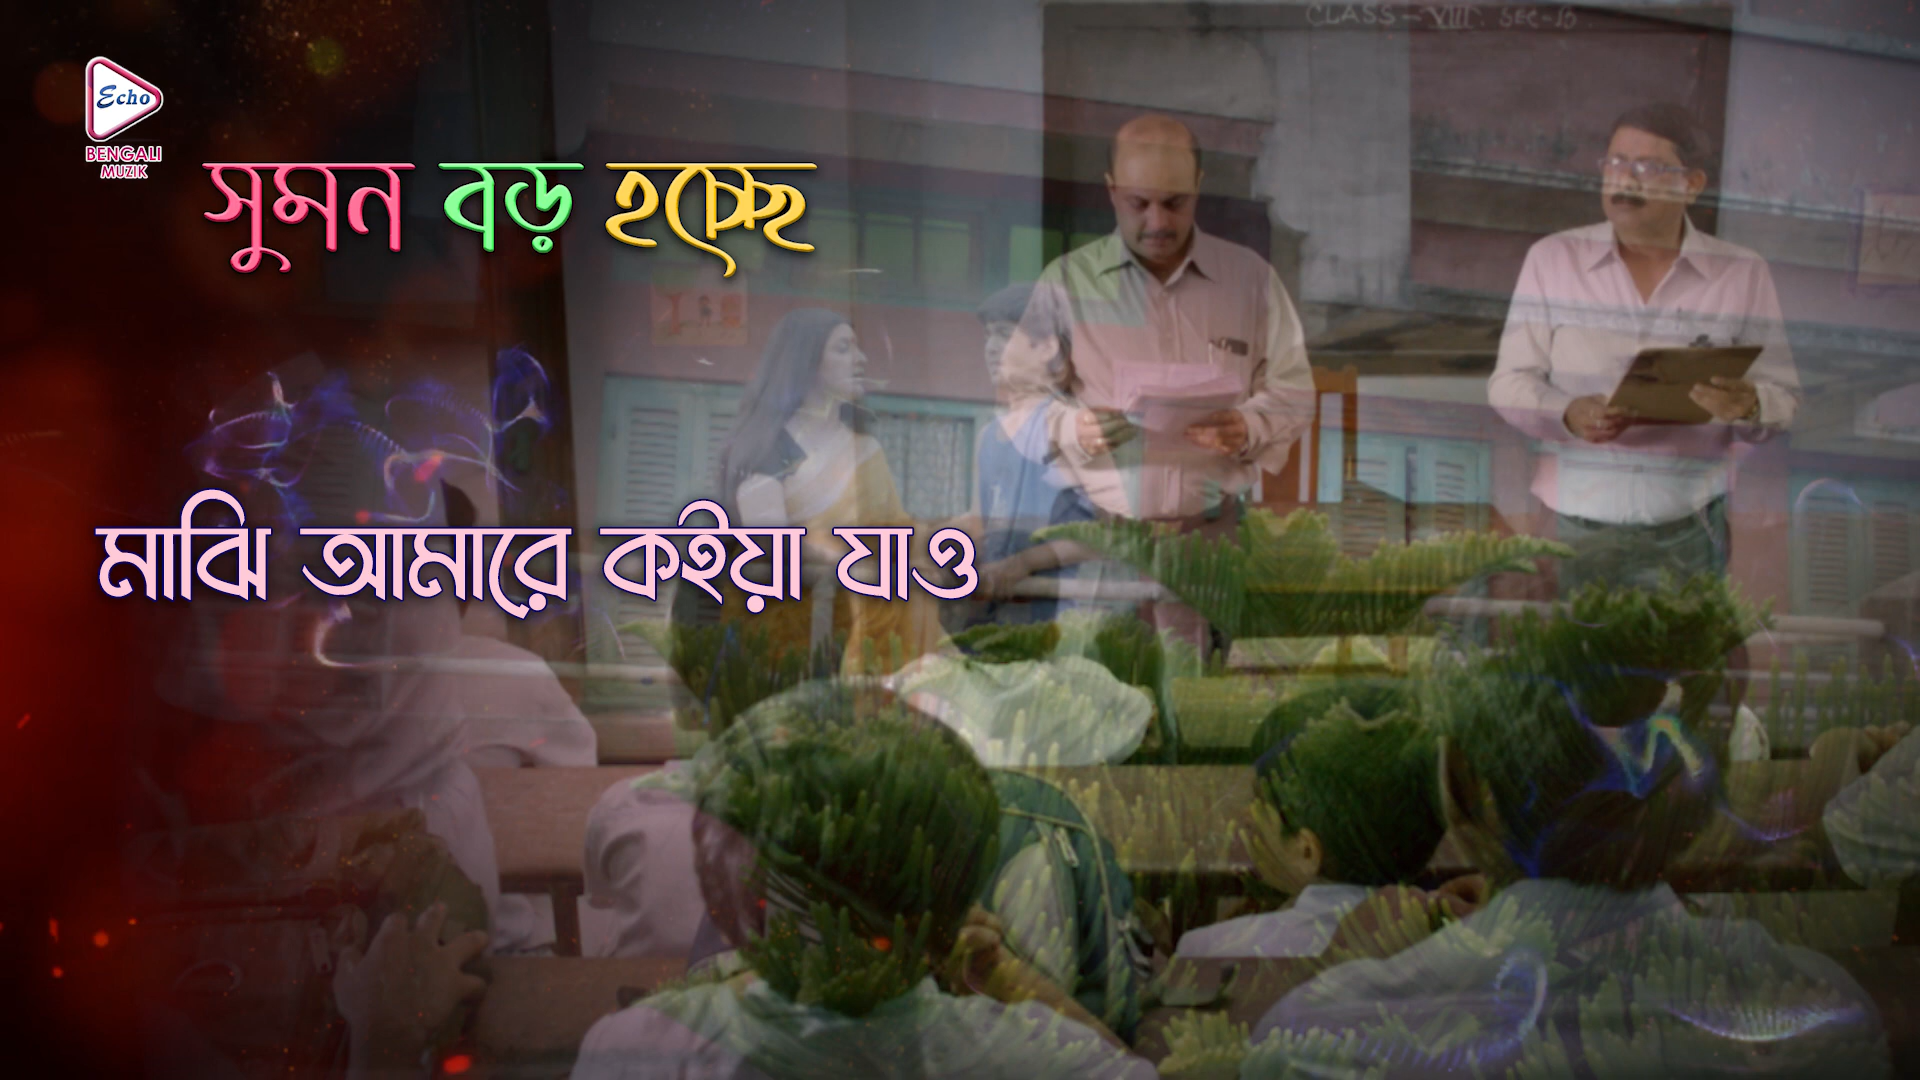 CLASS - VIII. SEC-
Echo
BENGALI
MUZIK
সুমন বড় হচ্ছে
মাঝি আমারে কইয়া যাও